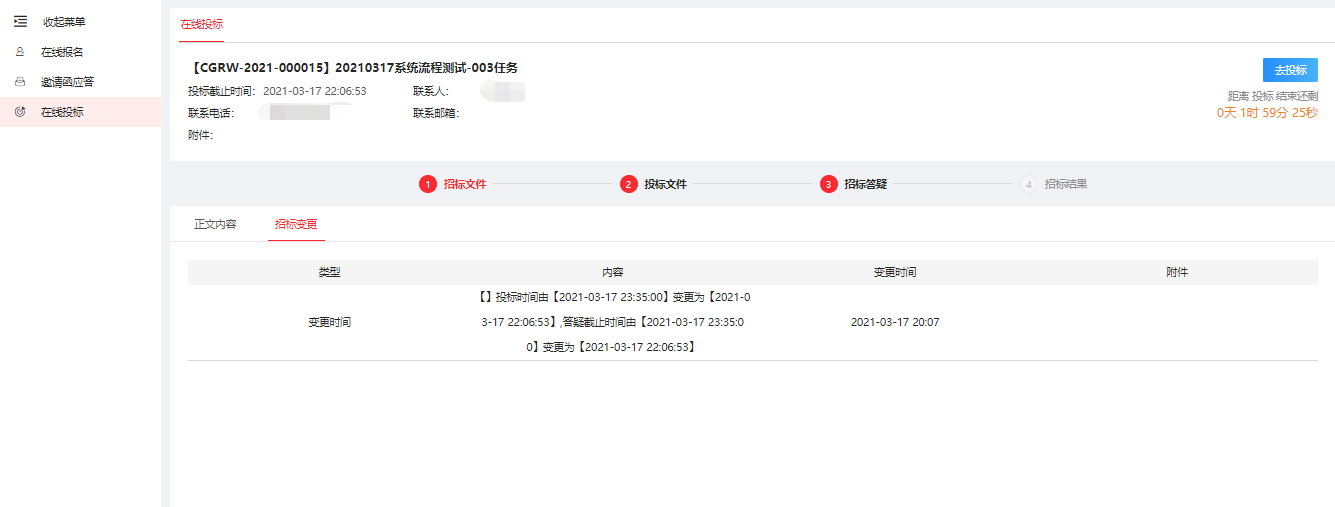 收起菜单
在线报名
邀请函应答
在线投标
在线投标
【CGRW-2021-000015】20210317系统流程测试-003任务
去投标
投标截止时间: 2021-03-17 22:06:53 联系人:
距离 投标 结束还剩
联系电话: 联系邮箱:
0天 1时 59分 25秒
附件:
1 招标文件 2 投标文件 3 招标答疑 4 招标结果
正文内容 招标变更
类型 内容 变更时间 附件
【】投标时间由【2021-03-17 23:35:00】变更为【2021-0
变更时间 3-17 22:06:53】,答疑截止时间由【2021-03-17 23:35:0 2021-03-17 20:07
0】变更为【2021-03-17 22:06:53】